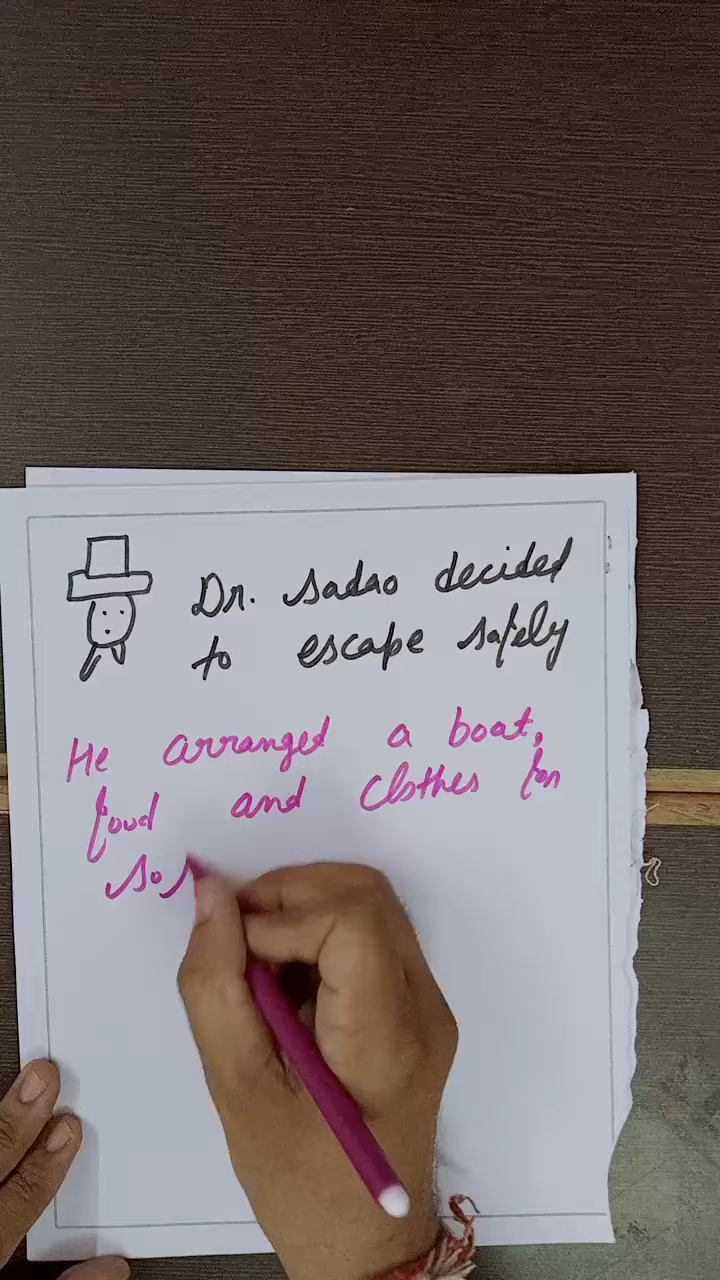 Dr. Sadao decided
to escape safely
He arranged a boat,
food and clothes for